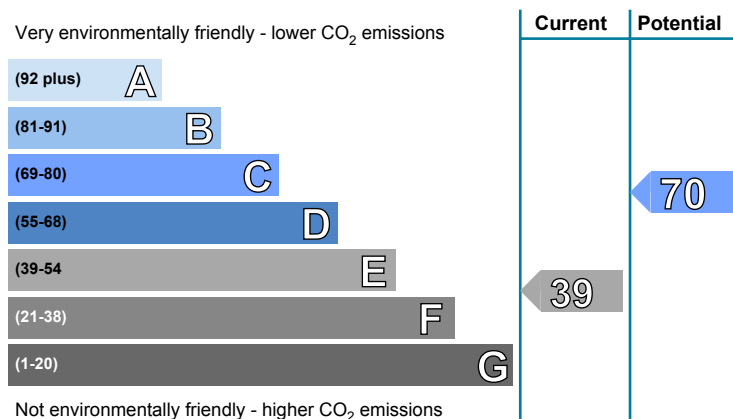 Very environmentally friendly - lower CO₂ emissions
Current
Potential
(92 plus) A
(81-91) B
(69-80) C
70
(55-68) D
(39-54 E
39
(21-38) F
(1-20) G
Not environmentally friendly - higher CO₂ emissions